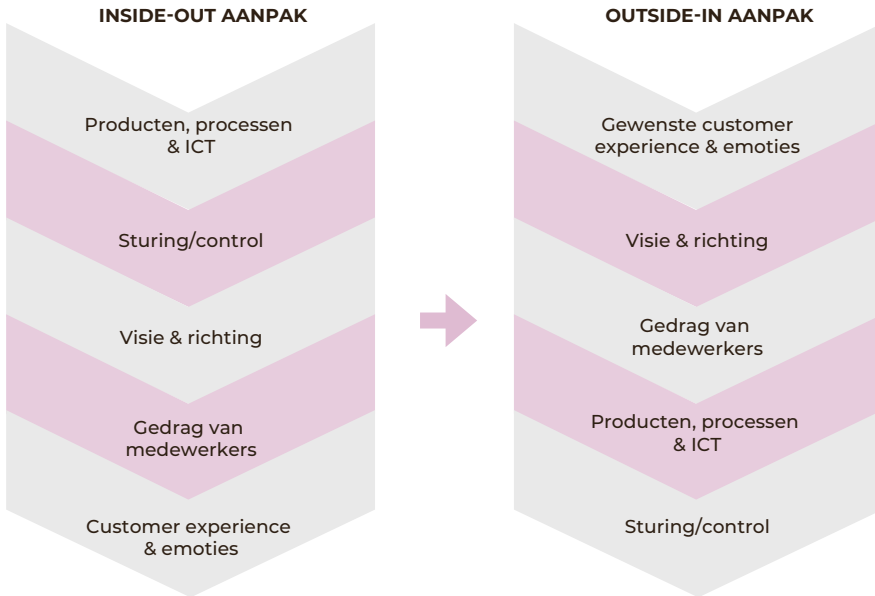 INSIDE-OUT AANPAK
Producten, processen
& ICT
Sturing/control
Visie & richting
Gedrag van
medewerkers
Customer experience
& emoties
OUTSIDE-IN AANPAK
Gewenste customer
experience & emoties
Visie & richting
Gedrag van
medewerkers
Producten, processen
& ICT
Sturing/control